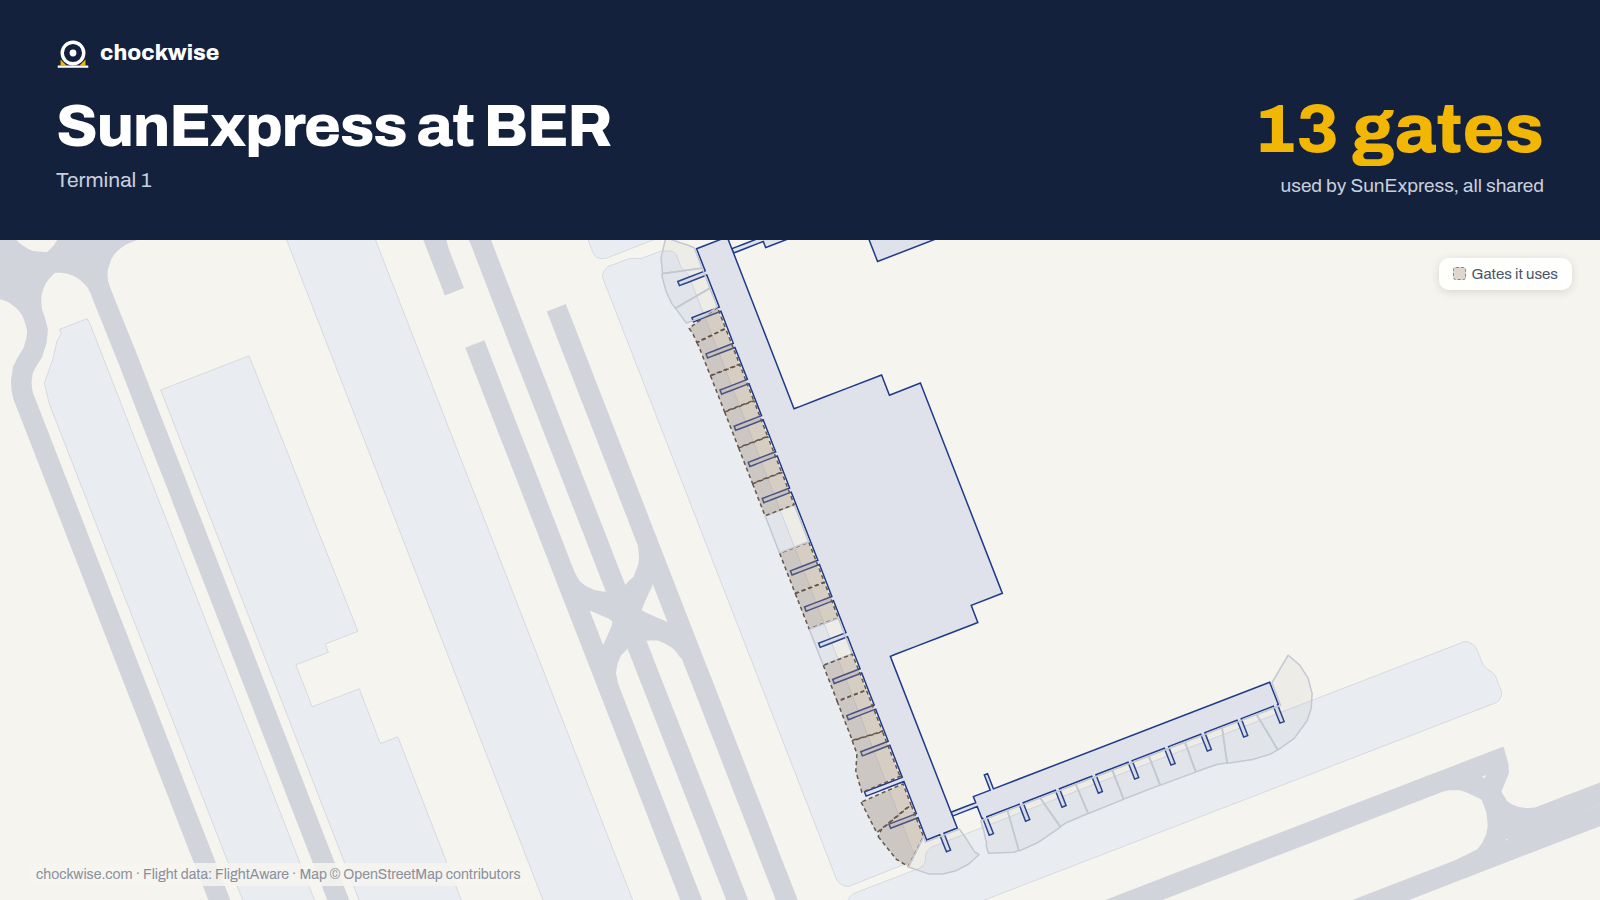 chockwise
SunExpress at BER
Terminal 1
13 gates
used by SunExpress, all shared
Gates it uses
chockwise.com · Flight data: FlightAware · Map © OpenStreetMap contributors